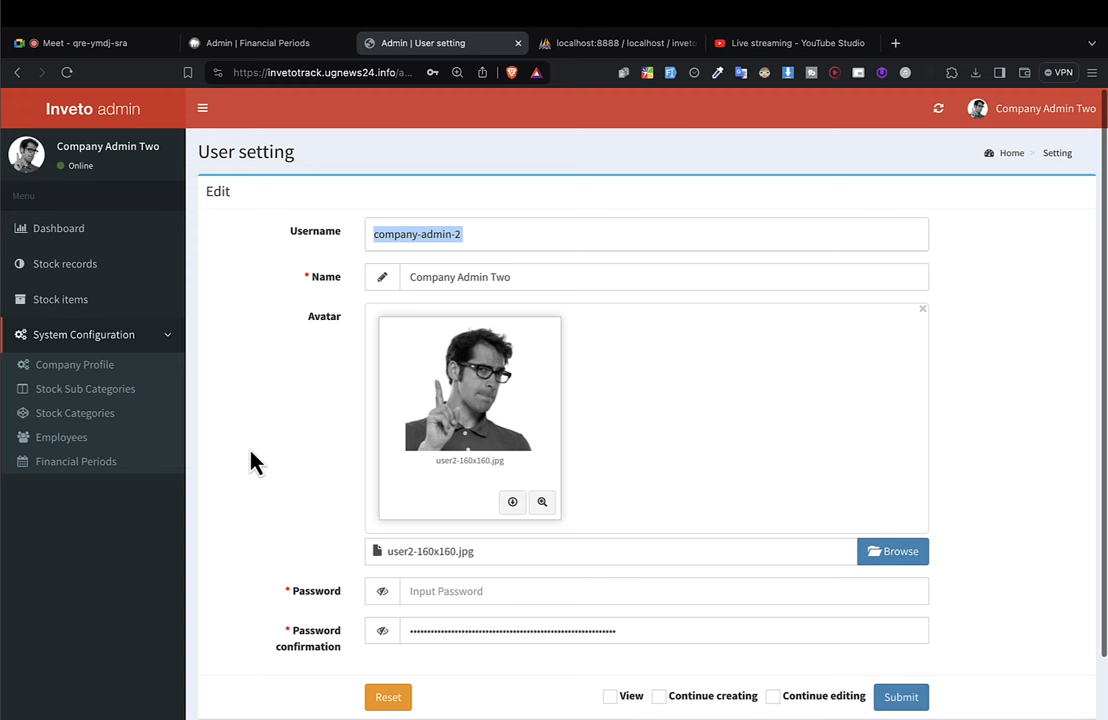 Meet - qre-ymdj-sra
Admin | Financial Periods
Admin | User setting
localhost:8888 / localhost / inveto
Live streaming - YouTube Studio
https://invetotrack.ugnews24.info/a...
VPN
Inveto admin
Company Admin Two
Company Admin Two
Online
Menu
Dashboard
Stock records
Stock items
System Configuration
Company Profile
Stock Sub Categories
Stock Categories
Employees
Financial Periods
User setting
Home > Setting
Edit
Username
company-admin-2
* Name
Company Admin Two
Avatar
user2-160x160.jpg
user2-160x160.jpg
Browse
* Password
Input Password
* Password
confirmation
Reset
View
Continue creating
Continue editing
Submit